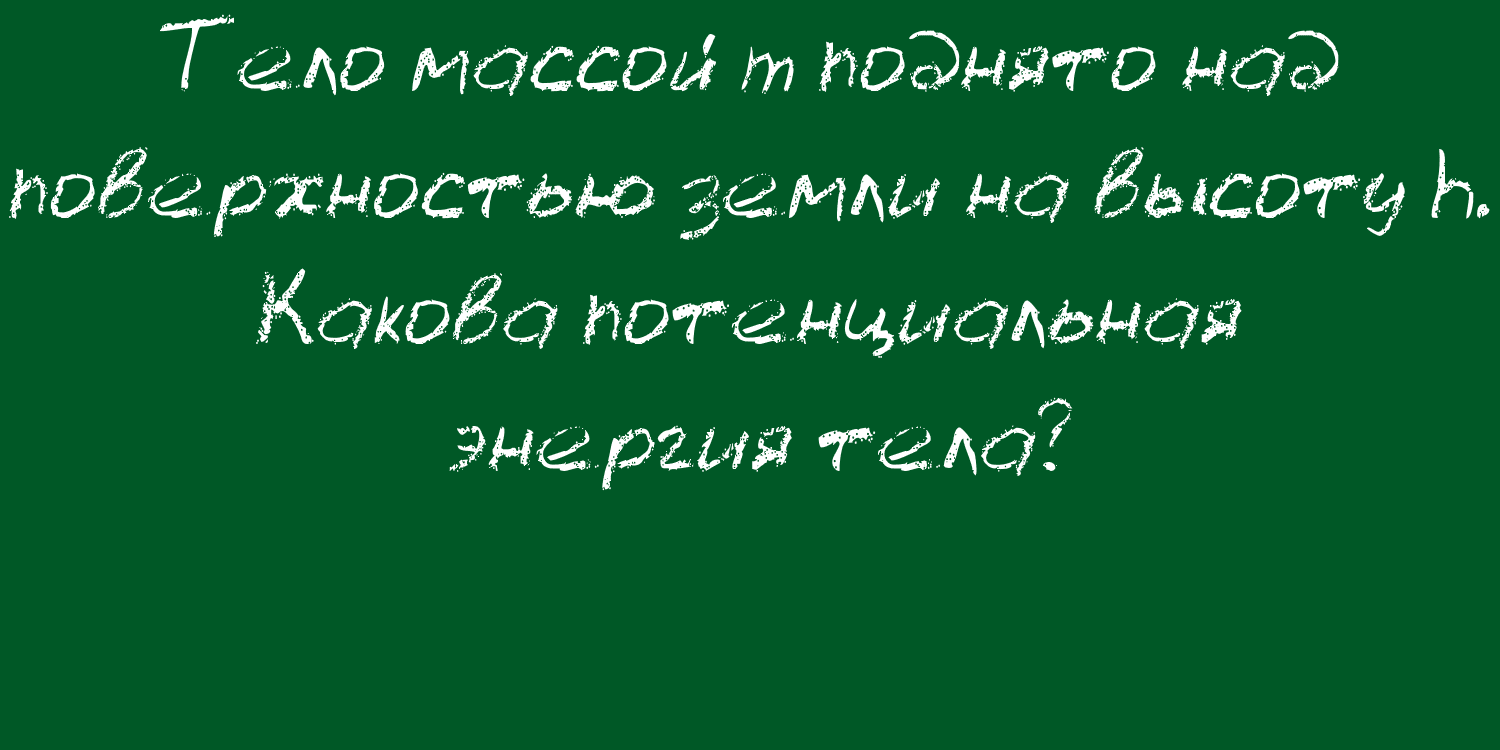 Тело массой m поднято над
поверхностью земли на высоту h.
Какова потенциальная
энергия тела?